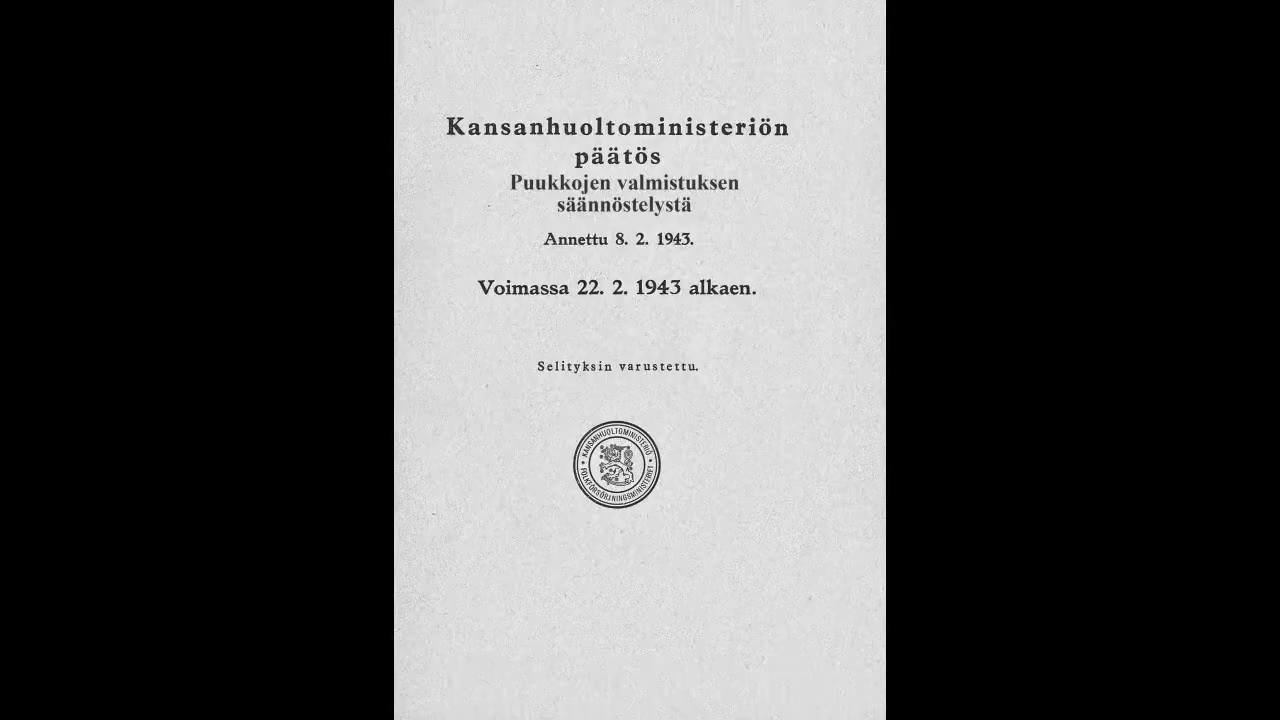 Kansanhuoltoministeriön
päätös
Puukkojen valmistuksen
säännöstelystä
Annettu 8. 2. 1943.
Voimassa 22. 2. 1943 alkaen.
Selityksin varustettu.
KANSANHUOLTOMINISTERIÖ
FOLKFÖRSÖRJNINGSMINISTERIET